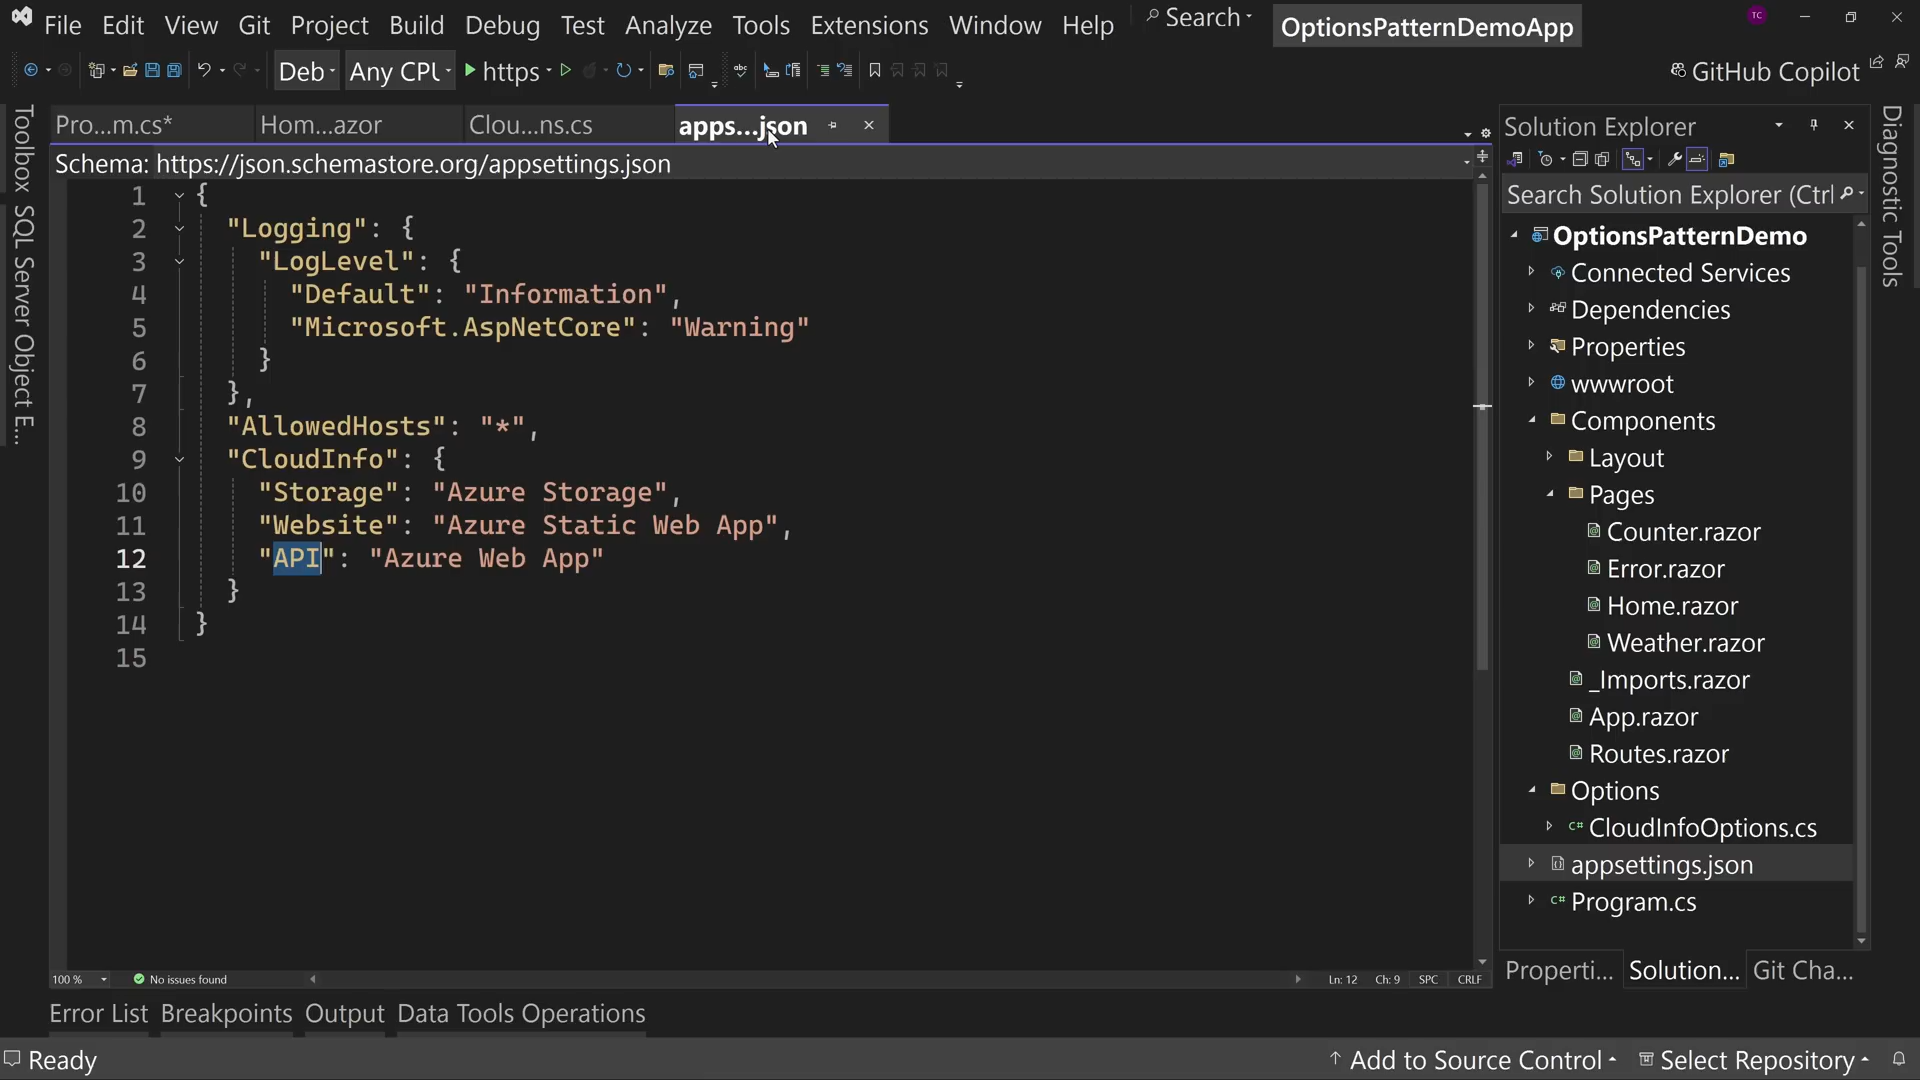 File Edit View Git Project Build Debug Test Analyze Tools Extensions Window Help Search OptionsPatternDemoApp TC
Deb Any CPU https GitHub Copilot
Toolbox
SQL Server Object E...
Pro...m.cs* Hom...azor Clou...ns.cs apps...json
Schema: https://json.schemastore.org/appsettings.json
1 {
2 "Logging": {
3 "LogLevel": {
4 "Default": "Information",
5 "Microsoft.AspNetCore": "Warning"
6 }
7 },
8 "AllowedHosts": "*",
9 "CloudInfo": {
10 "Storage": "Azure Storage",
11 "Website": "Azure Static Web App",
12 "API": "Azure Web App"
13 }
14 }
15
100 % No issues found Ln: 12 Ch: 9 SPC CRLF
Solution Explorer
Search Solution Explorer (Ctrl
OptionsPatternDemo
Connected Services
Dependencies
Properties
wwwroot
Components
Layout
Pages
Counter.razor
Error.razor
Home.razor
Weather.razor
_Imports.razor
App.razor
Routes.razor
Options
C# CloudInfoOptions.cs
appsettings.json
C# Program.cs
Properti... Solution... Git Cha...
Diagnostic Tools
Error List Breakpoints Output Data Tools Operations
Ready Add to Source Control Select Repository